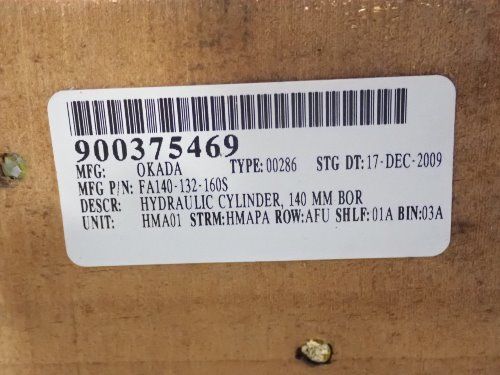 900375469
MFG: OKADA TYPE: 00286 STG DT: 17-DEC-2009
MFG P/N: FA140-132-160S
DESCR: HYDRAULIC CYLINDER, 140 MM BOR
UNIT: HMA01 STRM:HMAPA ROW:AFU SHLF:01A BIN:03A